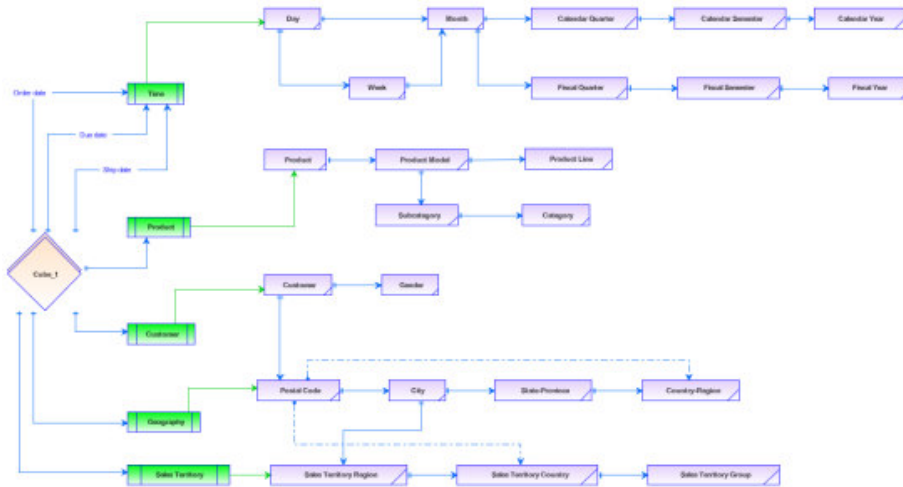 Day
Month
Calendar Quarter
Calendar Semester
Calendar Year
Order date
Time
Week
Fiscal Quarter
Fiscal Semester
Fiscal Year
Due date
Ship date
Product
Product Model
Product Line
Product
Subcategory
Category
Cube_1
Customer
Gender
Customer
Postal Code
City
State-Province
Country-Region
Geography
Sales Territory
Sales Territory Region
Sales Territory Country
Sales Territory Group